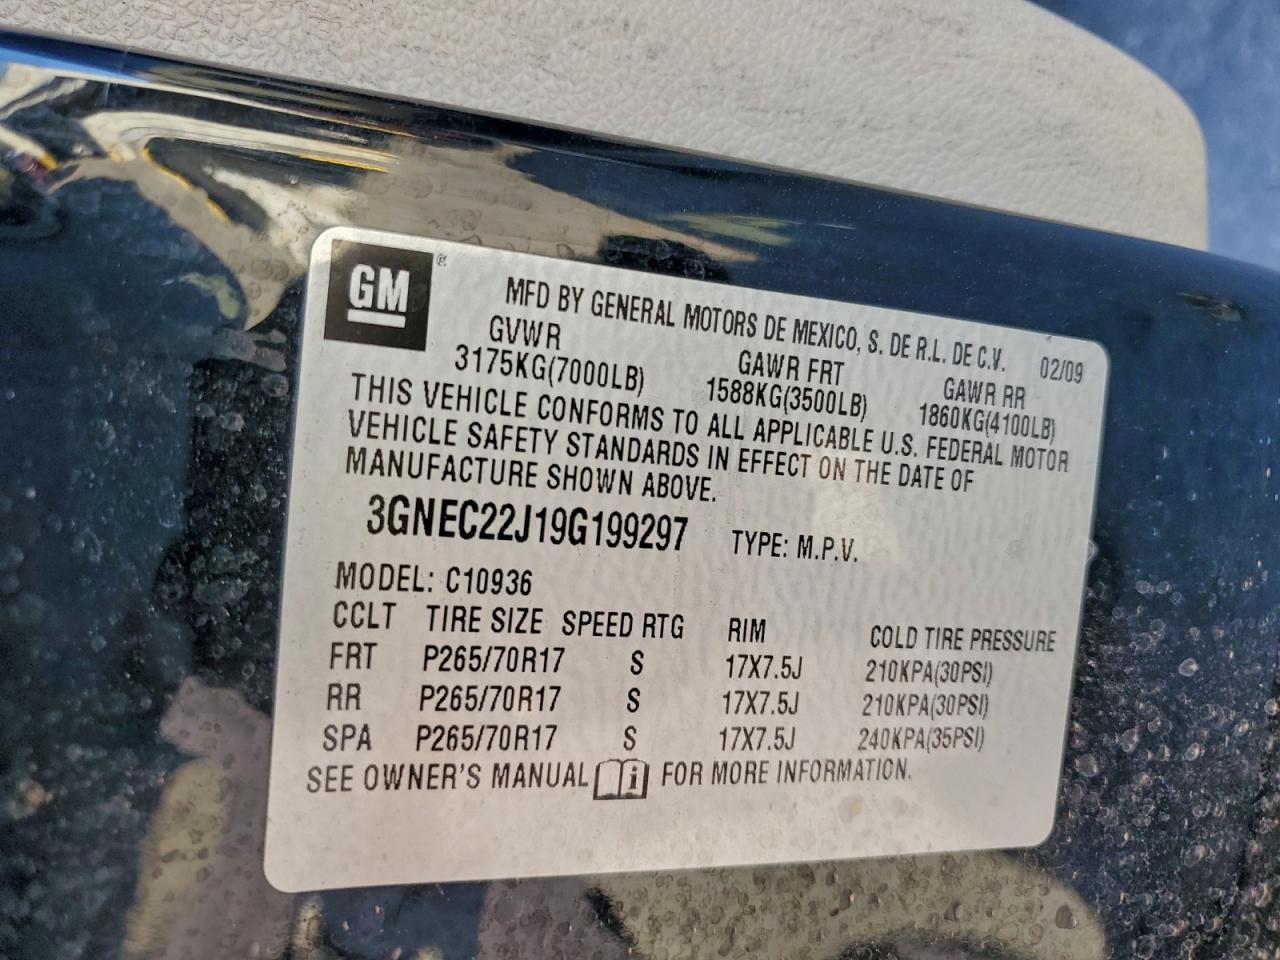 GM®
MFD BY GENERAL MOTORS DE MEXICO, S. DE R.L. DE C.V. 02/09
GVWR GAWR FRT GAWR RR
3175KG(7000LB) 1588KG(3500LB) 1860KG(4100LB)
THIS VEHICLE CONFORMS TO ALL APPLICABLE U.S. FEDERAL MOTOR
VEHICLE SAFETY STANDARDS IN EFFECT ON THE DATE OF
MANUFACTURE SHOWN ABOVE.
3GNEC22J19G199297 TYPE: M.P.V.
MODEL: C10936
CCLT TIRE SIZE SPEED RTG RIM COLD TIRE PRESSURE
FRT P265/70R17 S 17X7.5J 210KPA(30PSI)
RR P265/70R17 S 17X7.5J 210KPA(30PSI)
SPA P265/70R17 S 17X7.5J 240KPA(35PSI)
SEE OWNER'S MANUAL i FOR MORE INFORMATION.